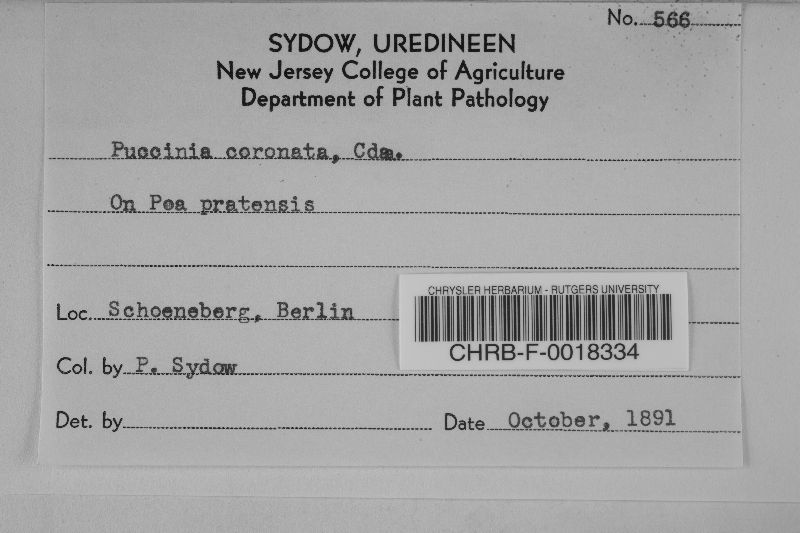 No. 566
SYDOW, UREDINEEN
New Jersey College of Agriculture
Department of Plant Pathology
Puccinia coronata, Cda.
On Poa pratensis
Loc. Schoeneberg, Berlin
CHRYSLER HERBARIUM - RUTGERS UNIVERSITY
CHRB-F-0018334
Col. by P. Sydow
Det. by
Date October, 1891